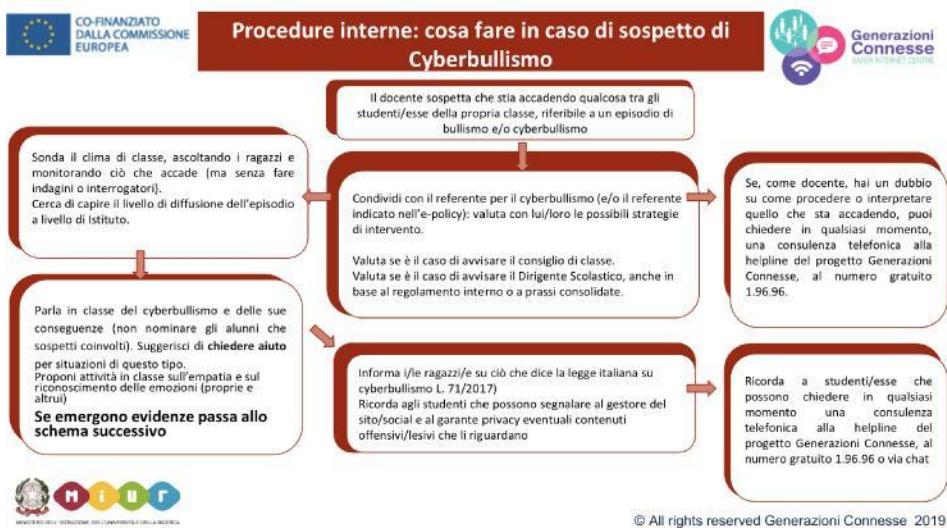 CO-FINANZIATO
DALLA COMMISSIONE
EUROPEA
Procedure interne: cosa fare in caso di sospetto di
Cyberbullismo
Generazioni
Connesse
SAFER INTERNET CENTRE
Il docente sospetta che stia accadendo qualcosa tra gli
studenti/esse della propria classe, riferibile a un episodio di
bullismo e/o cyberbullismo
Sonda il clima di classe, ascoltando i ragazzi e
monitorando ciò che accade (ma senza fare
indagini o interrogatori).
Cerca di capire il livello di diffusione dell'episodio
a livello di Istituto.
Condividi con il referente per il cyberbullismo (e/o il referente
indicato nell'e-policy): valuta con lui/loro le possibili strategie
di intervento.
Valuta se è il caso di avvisare il consiglio di classe.
Valuta se è il caso di avvisare il Dirigente Scolastico, anche in
base al regolamento interno o a prassi consolidate.
Se, come docente, hai un dubbio
su come procedere o interpretare
quello che sta accadendo, puoi
chiedere in qualsiasi momento,
una consulenza telefonica alla
helpline del progetto Generazioni
Connesse, al numero gratuito
1.96.96.
Parla in classe del cyberbullismo e delle sue
conseguenze (non nominare gli alunni che
sospetti coinvolti). Suggerisci di chiedere aiuto
per situazioni di questo tipo.
Proponi attività in classe sull'empatia e sul
riconoscimento delle emozioni (proprie e
altrui)
Se emergono evidenze passa allo
schema successivo
Informa i/le ragazzi/e su ciò che dice la legge italiana su
cyberbullismo L. 71/2017)
Ricorda agli studenti che possono segnalare al gestore del
sito/social e al garante privacy eventuali contenuti
offensivi/lesivi che li riguardano
Ricorda a studenti/esse che
possono chiedere in qualsiasi
momento una consulenza
telefonica alla helpline del
progetto Generazioni Connesse, al
numero gratuito 1.96.96 o via chat
MIUR
MINISTERO DELL'ISTRUZIONE, DELL'UNIVERSITÀ E DELLA RICERCA
© All rights reserved Generazioni Connesse 2019